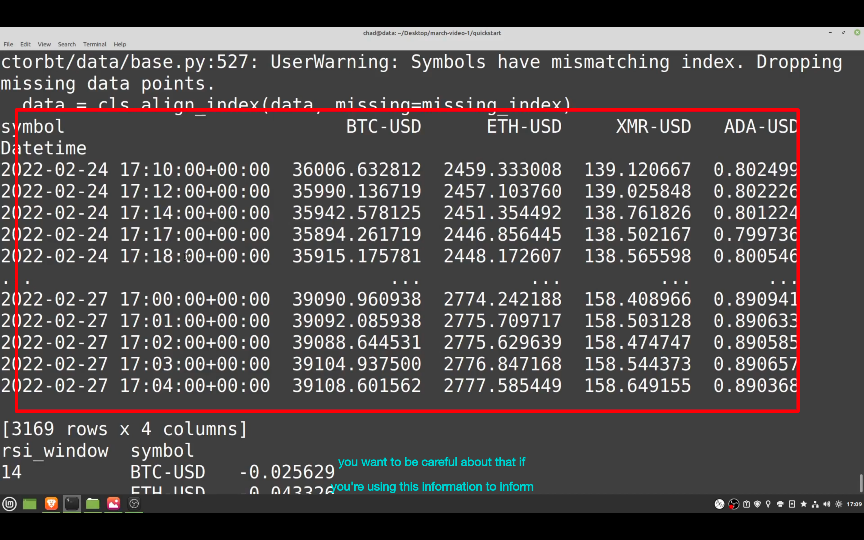 chad@data: ~/Desktop/march-video-1/quickstart
File Edit View Search Terminal Help
ctorbt/data/base.py:527: UserWarning: Symbols have mismatching index. Dropping
missing data points.
data = cls.align_index(data, missing=missing_index)
symbol BTC-USD ETH-USD XMR-USD ADA-USD
Datetime
2022-02-24 17:10:00+00:00 36006.632812 2459.333008 139.120667 0.802499
2022-02-24 17:12:00+00:00 35990.136719 2457.103760 139.025848 0.802226
2022-02-24 17:14:00+00:00 35942.578125 2451.354492 138.761826 0.801224
2022-02-24 17:17:00+00:00 35894.261719 2446.856445 138.502167 0.799736
2022-02-24 17:18:00+00:00 35915.175781 2448.172607 138.565598 0.800546
... ... ... ... ...
2022-02-27 17:00:00+00:00 39090.960938 2774.242188 158.408966 0.890941
2022-02-27 17:01:00+00:00 39092.085938 2775.709717 158.503128 0.890633
2022-02-27 17:02:00+00:00 39088.644531 2775.629639 158.474747 0.890585
2022-02-27 17:03:00+00:00 39104.937500 2776.847168 158.544373 0.890657
2022-02-27 17:04:00+00:00 39108.601562 2777.585449 158.649155 0.890368
[3169 rows x 4 columns]
rsi_window symbol
14 BTC-USD -0.025629
ETH-USD -0.043326
you want to be careful about that if
you're using this information to inform
17:09